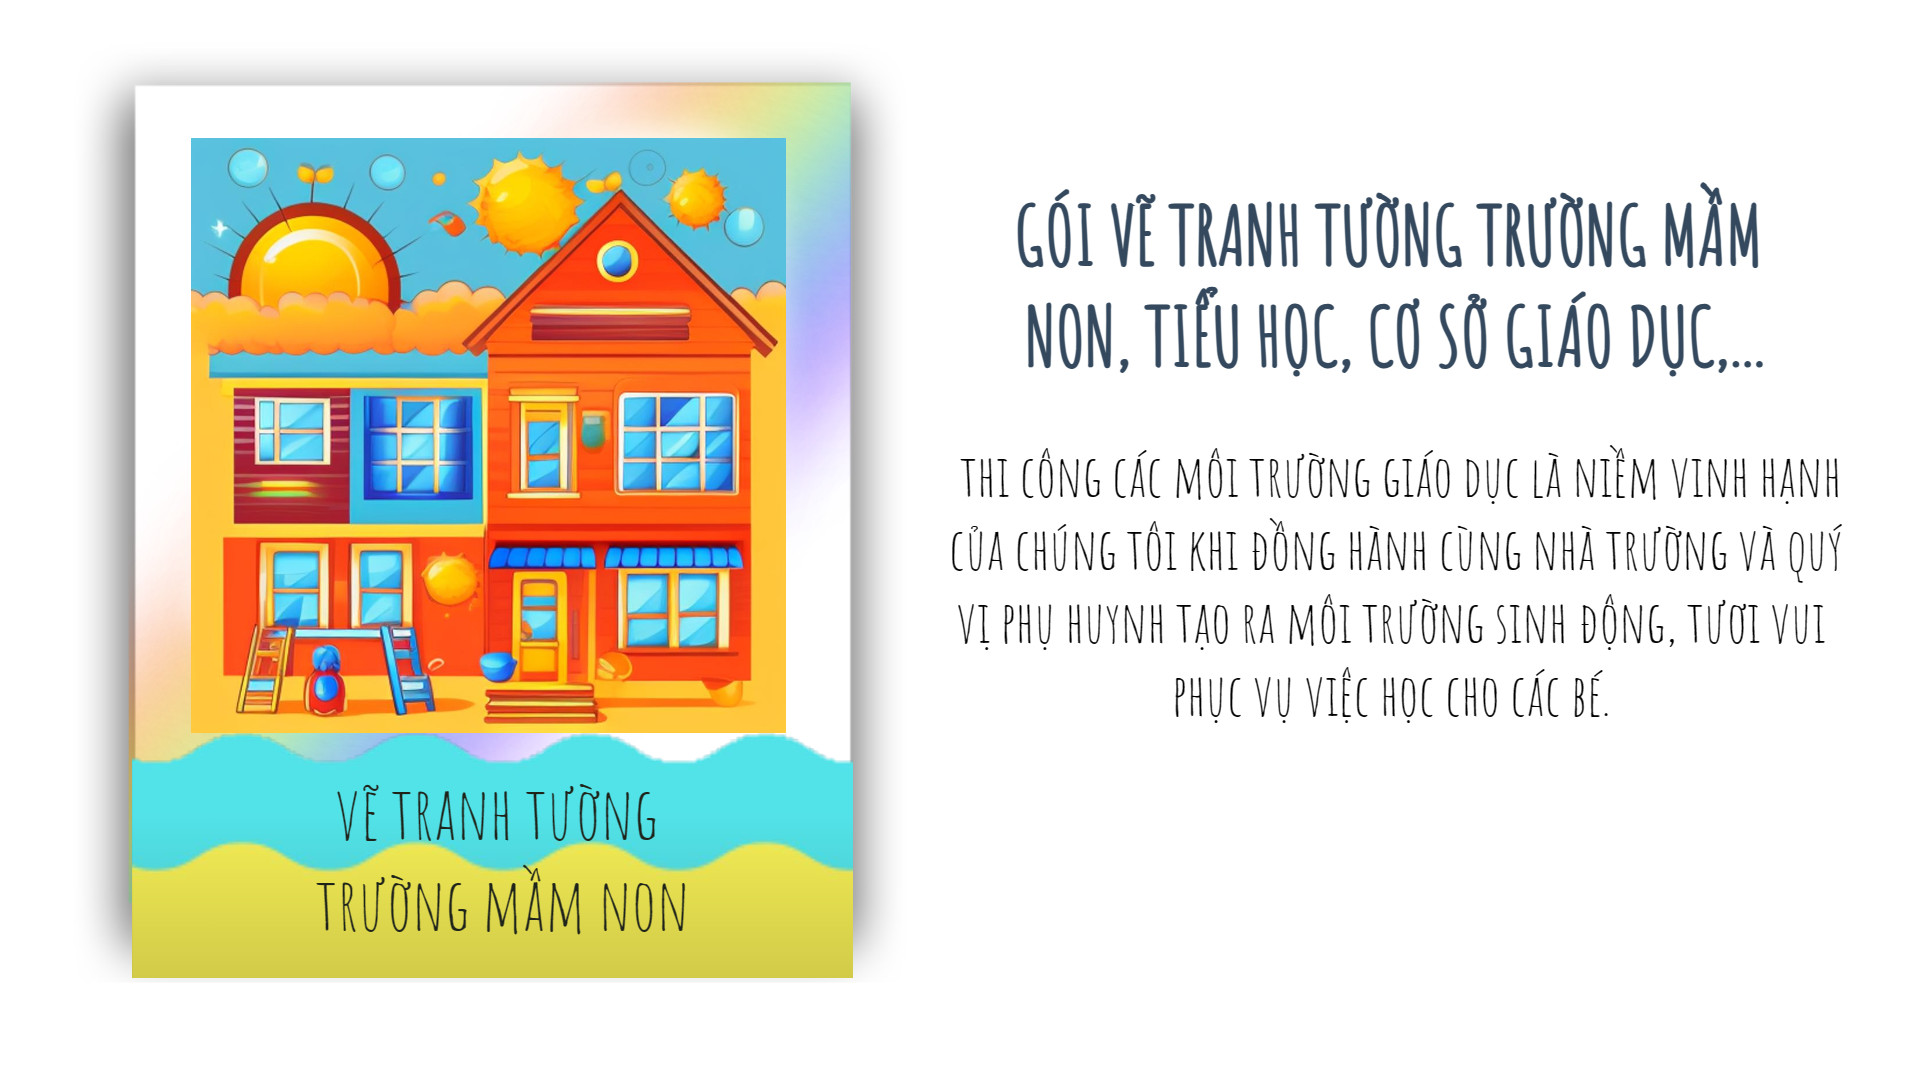 GÓI VẼ TRANH TƯỜNG TRƯỜNG MẦM
NON, TIỂU HỌC, CƠ SỞ GIÁO DỤC,...
THI CÔNG CÁC MÔI TRƯỜNG GIÁO DỤC LÀ NIỀM VINH HẠNH
CỦA CHÚNG TÔI KHI ĐỒNG HÀNH CÙNG NHÀ TRƯỜNG VÀ QUÝ
VỊ PHỤ HUYNH TẠO RA MÔI TRƯỜNG SINH ĐỘNG, TƯƠI VUI
PHỤC VỤ VIỆC HỌC CHO CÁC BÉ.
VẼ TRANH TƯỜNG
TRƯỜNG MẦM NON